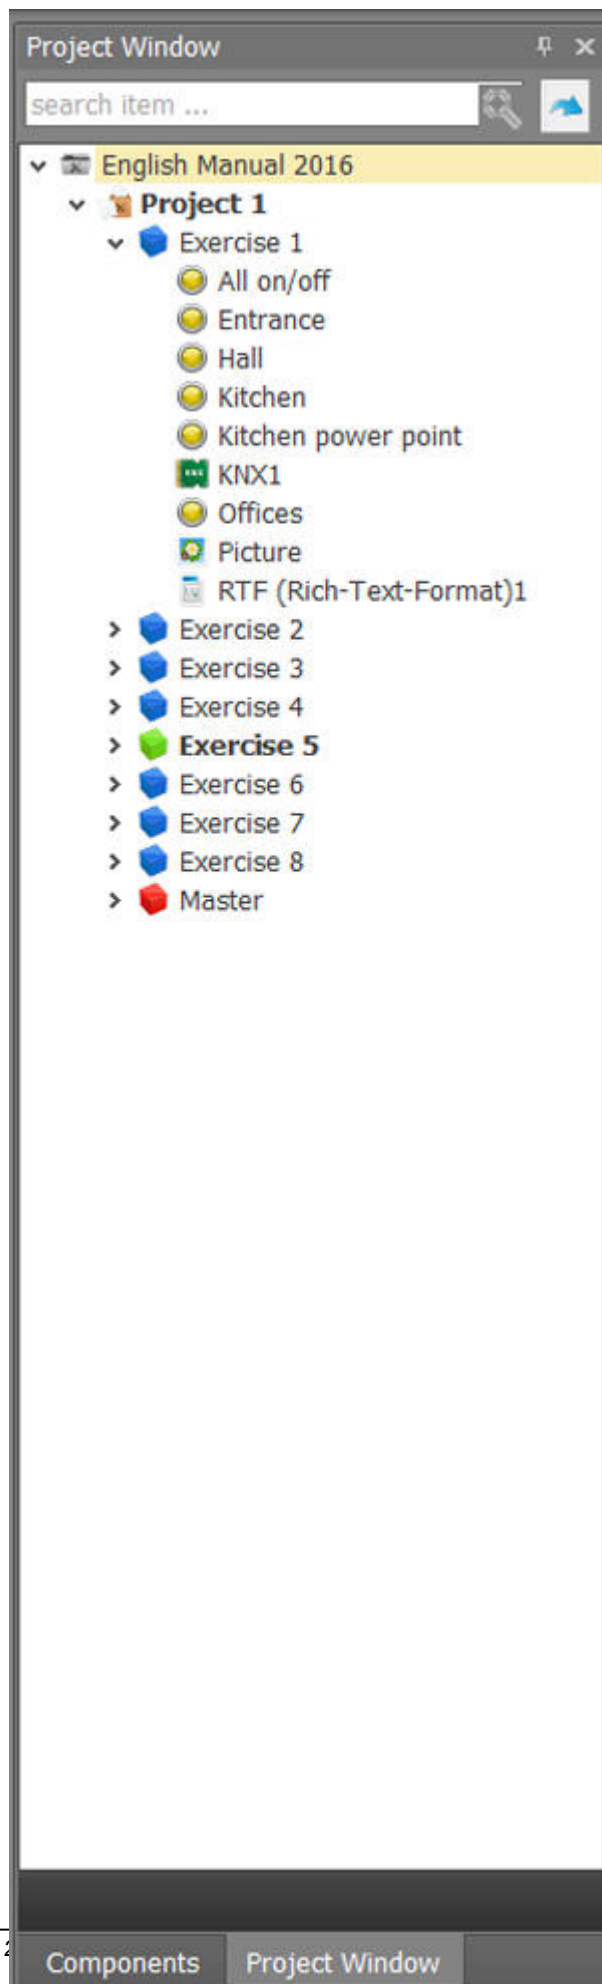 Project Window
search item ...
English Manual 2016
Project 1
Exercise 1
All on/off
Entrance
Hall
Kitchen
Kitchen power point
KNX1
Offices
Picture
RTF (Rich-Text-Format)1
Exercise 2
Exercise 3
Exercise 4
Exercise 5
Exercise 6
Exercise 7
Exercise 8
Master
Components Project Window